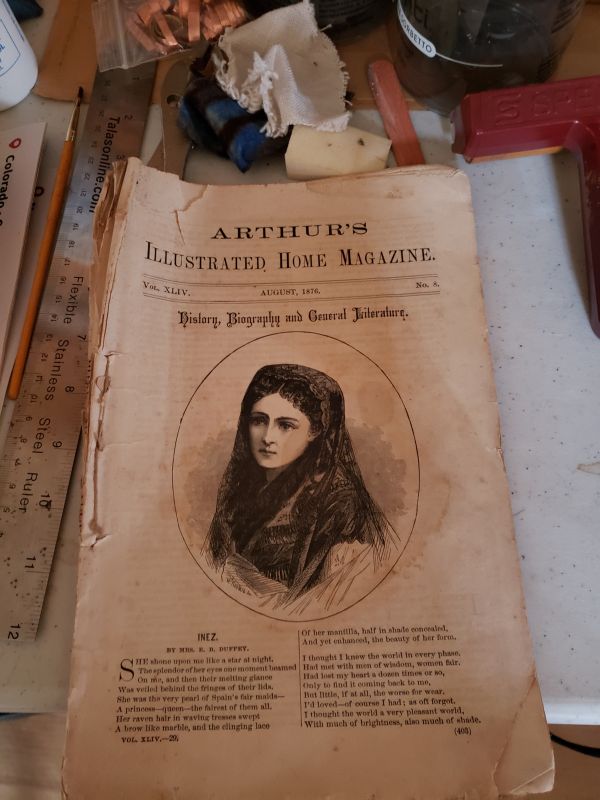 ARTHUR'S
ILLUSTRATED HOME MAGAZINE.
VOL. XLIV. AUGUST, 1876. No. 8.
History, Biography and General Literature.
INEZ.
BY MRS. E. B. DUFFEY.
SHE shone upon me like a star at night.
The splendor of her eyes one moment beamed
On me, and then their melting glance
Was veiled behind the fringes of their lids.
She was the very pearl of Spain's fair maids—
A princess—queen—the fairest of them all.
Her raven hair in waving tresses swept
A brow like marble, and the clinging lace
VOL. XLIV.—29.
Of her mantilla, half in shade concealed,
And yet enhanced, the beauty of her form.
I thought I knew the world in every phase,
Had met with men of wisdom, women fair.
Had lost my heart a dozen times or so,
Only to find it coming back to me,
But little, if at all, the worse for wear.
I'd loved—of course I had; as oft forgot.
I thought the world a very pleasant world,
With much of brightness, also much of shade.
(403)
Talasonline.com
Flexible Stainless Steel Ruler
7
8
9
10
11
12
Colorado
SORBETTO